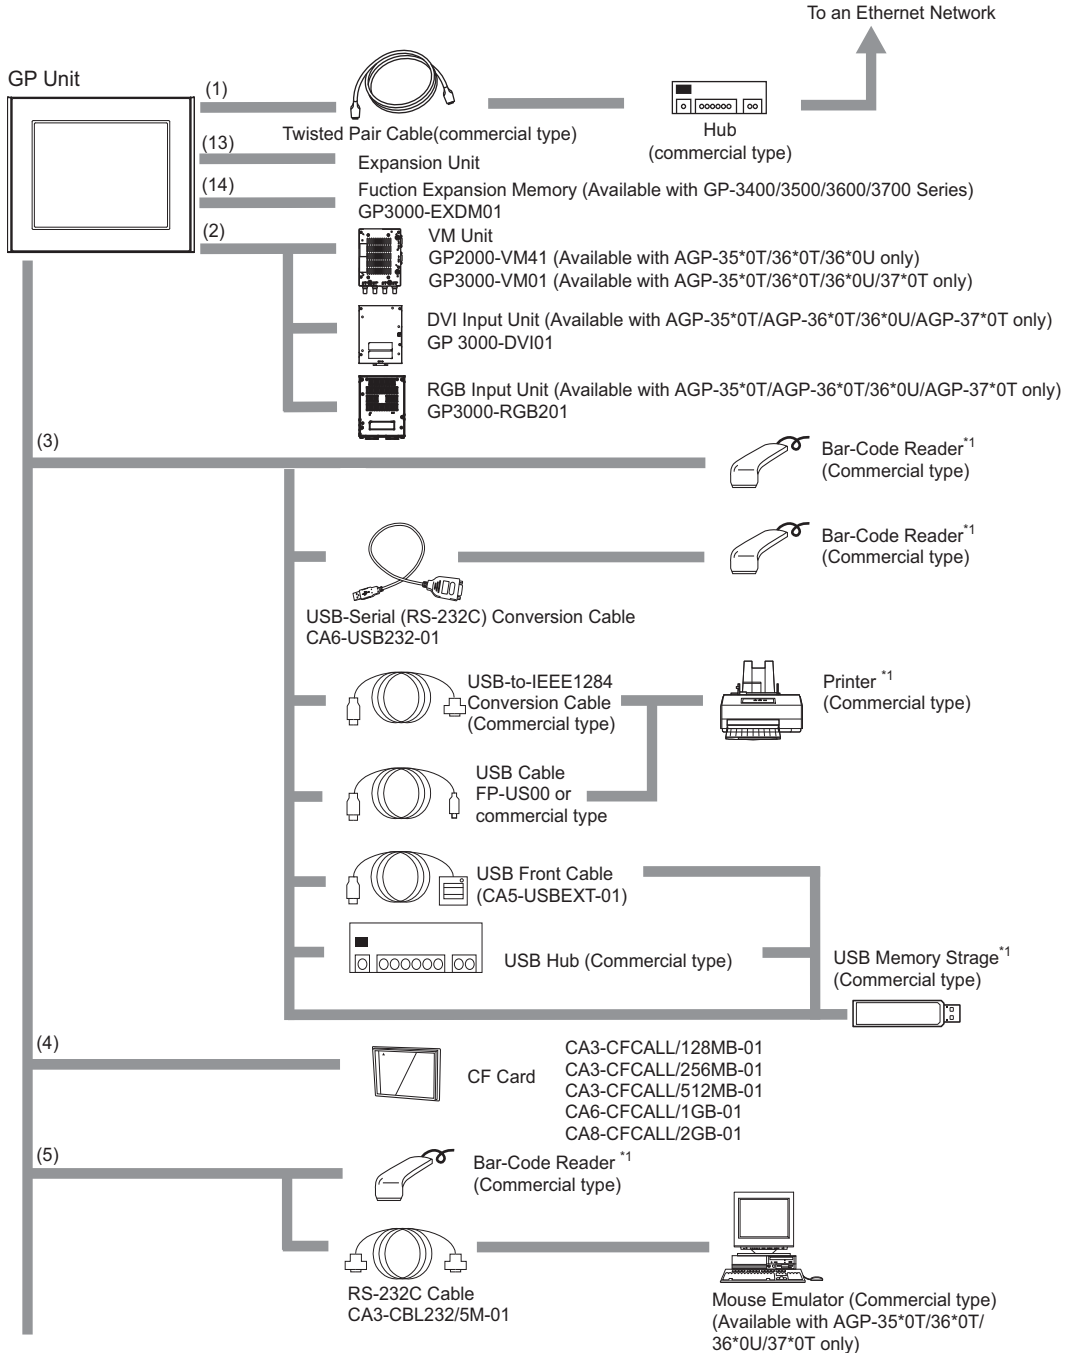 To an Ethernet Network
GP Unit
(1)
Twisted Pair Cable(commercial type)
Hub
(commercial type)
(13)
Expansion Unit
(14)
Fuction Expansion Memory (Available with GP-3400/3500/3600/3700 Series)
GP3000-EXDM01
(2)
VM Unit
GP2000-VM41 (Available with AGP-35*0T/36*0T/36*0U only)
GP3000-VM01 (Available with AGP-35*0T/36*0T/36*0U/37*0T only)
DVI Input Unit (Available with AGP-35*0T/AGP-36*0T/36*0U/AGP-37*0T only)
GP 3000-DVI01
RGB Input Unit (Available with AGP-35*0T/AGP-36*0T/36*0U/AGP-37*0T only)
GP3000-RGB201
(3)
Bar-Code Reader*1
(Commercial type)
Bar-Code Reader*1
(Commercial type)
USB-Serial (RS-232C) Conversion Cable
CA6-USB232-01
USB-to-IEEE1284
Conversion Cable
(Commercial type)
Printer *1
(Commercial type)
USB Cable
FP-US00 or
commercial type
USB Front Cable
(CA5-USBEXT-01)
USB Hub (Commercial type)
USB Memory Strage*1
(Commercial type)
(4)
CF Card
CA3-CFCALL/128MB-01
CA3-CFCALL/256MB-01
CA3-CFCALL/512MB-01
CA6-CFCALL/1GB-01
CA8-CFCALL/2GB-01
(5)
Bar-Code Reader *1
(Commercial type)
RS-232C Cable
CA3-CBL232/5M-01
Mouse Emulator (Commercial type)
(Available with AGP-35*0T/36*0T/
36*0U/37*0T only)